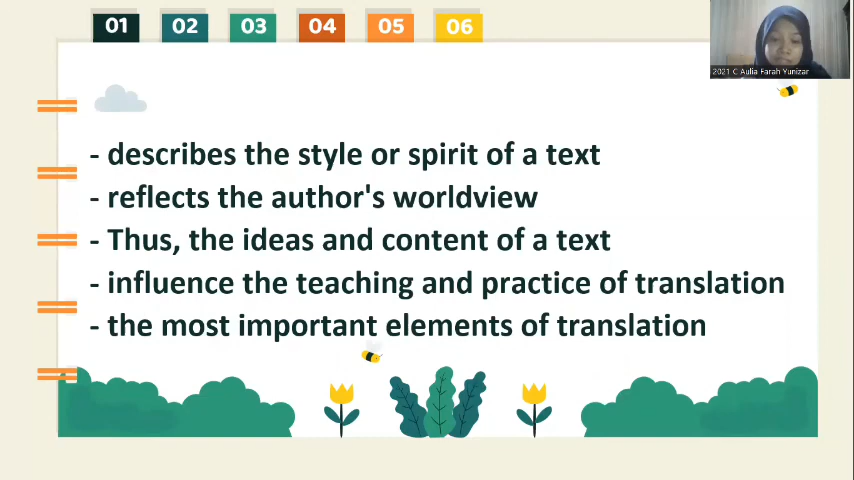 01 02 03 04 05 06
2021 C Aulia Farah Yunizar
- describes the style or spirit of a text
- reflects the author's worldview
- Thus, the ideas and content of a text
- influence the teaching and practice of translation
- the most important elements of translation